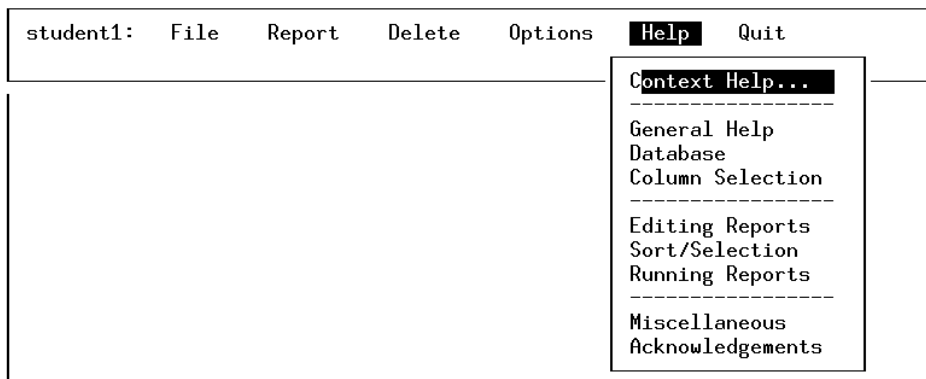 student1: File Report Delete Options Help Quit
Context Help...
------------------
General Help
Database
Column Selection
------------------
Editing Reports
Sort/Selection
Running Reports
------------------
Miscellaneous
Acknowledgements